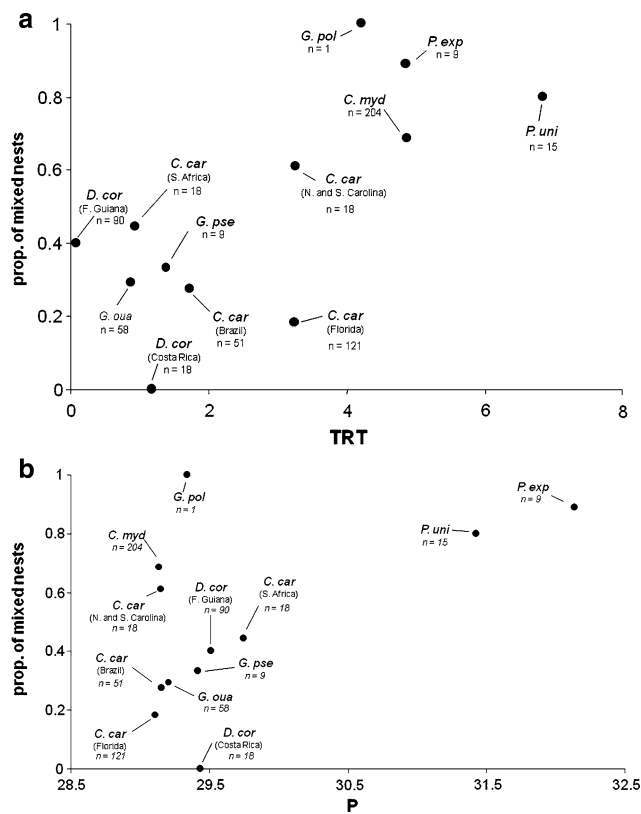 a
prop. of mixed nests
1
0.8
0.6
0.4
0.2
0
G. pol
n = 1
P. exp
n = 9
C. myd
n = 204
P. uni
n = 15
C. car
(S. Africa)
n = 18
C. car
(N. and S. Carolina)
n = 18
D. cor
(F. Guiana)
n = 90
G. pse
n = 9
G. oua
n = 58
C. car
(Brazil)
n = 51
C. car
(Florida)
n = 121
D. cor
(Costa Rica)
n = 18
0 2 4 6 8
TRT
b
prop. of mixed nests
1
0.8
0.6
0.4
0.2
0
G. pol
n = 1
P. exp
n = 9
P. uni
n = 15
C. myd
n = 204
C. car
(N. and S. Carolina)
n = 18
D. cor
(F. Guiana)
n = 90
C. car
(S. Africa)
n = 18
C. car
(Brazil)
n = 51
G. pse
n = 9
G. oua
n = 58
C. car
(Florida)
n = 121
D. cor
(Costa Rica)
n = 18
28.5 29.5 30.5 31.5 32.5
P